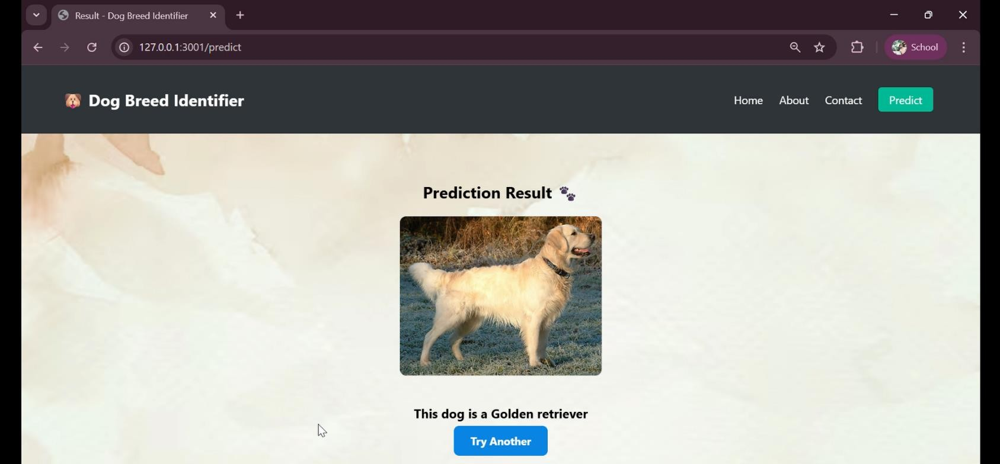 Result - Dog Breed Identifier
127.0.0.1:3001/predict
School
Dog Breed Identifier
Home About Contact Predict
Prediction Result
This dog is a Golden retriever
Try Another